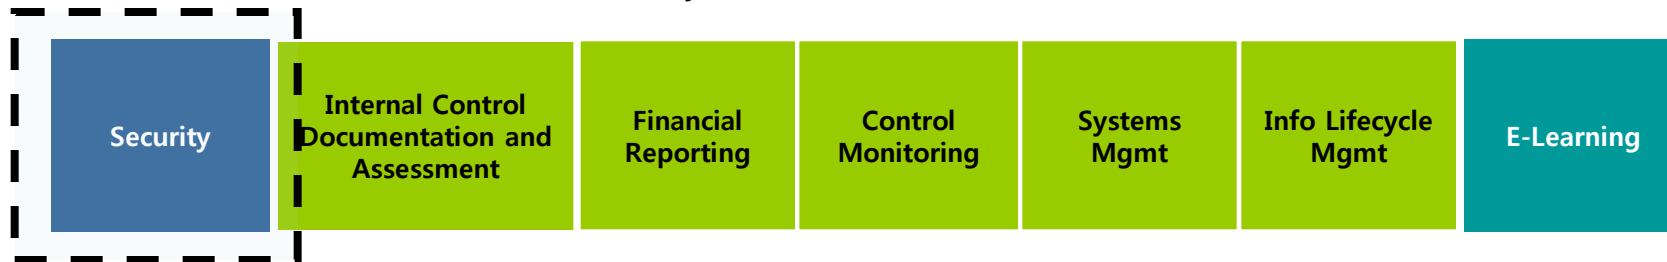 Security
Internal Control
Documentation and
Assessment
Financial
Reporting
Control
Monitoring
Systems
Mgmt
Info Lifecycle
Mgmt
E-Learning